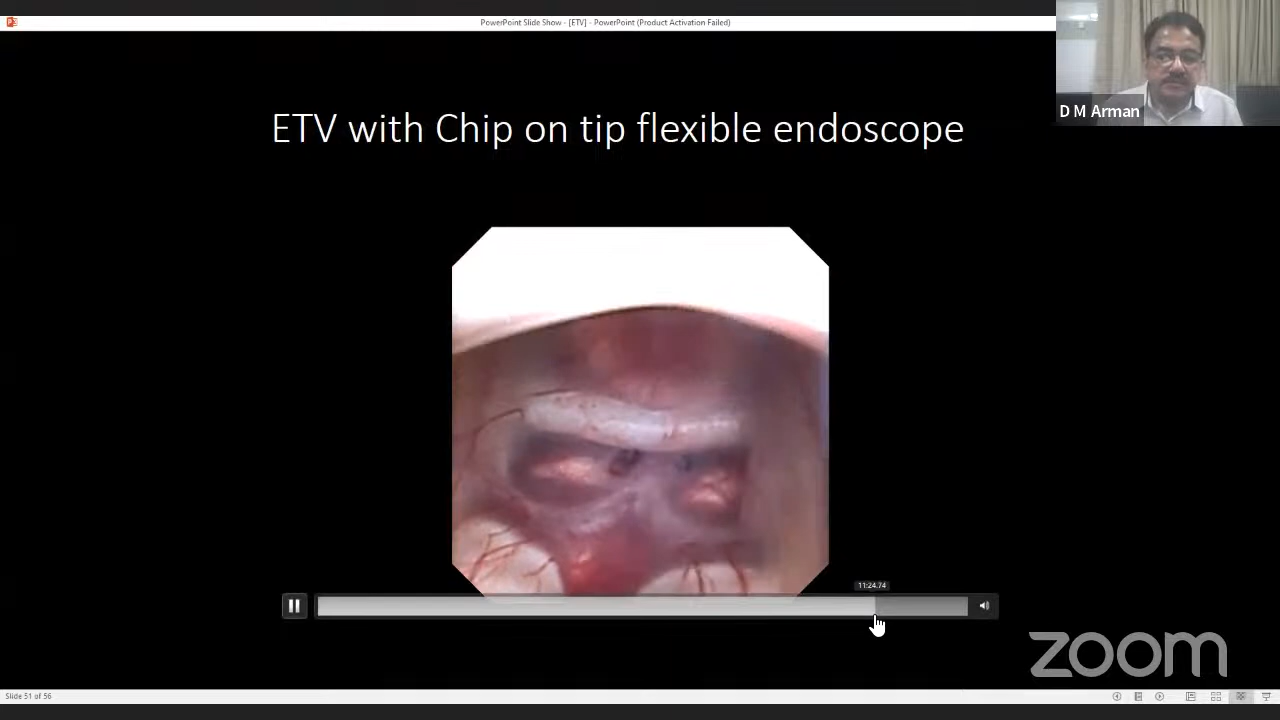 PowerPoint Slide Show - [ETV] - PowerPoint (Product Activation Failed)
D M Arman
ETV with Chip on tip flexible endoscope
11:24.74
zoom
Slide 51 of 56